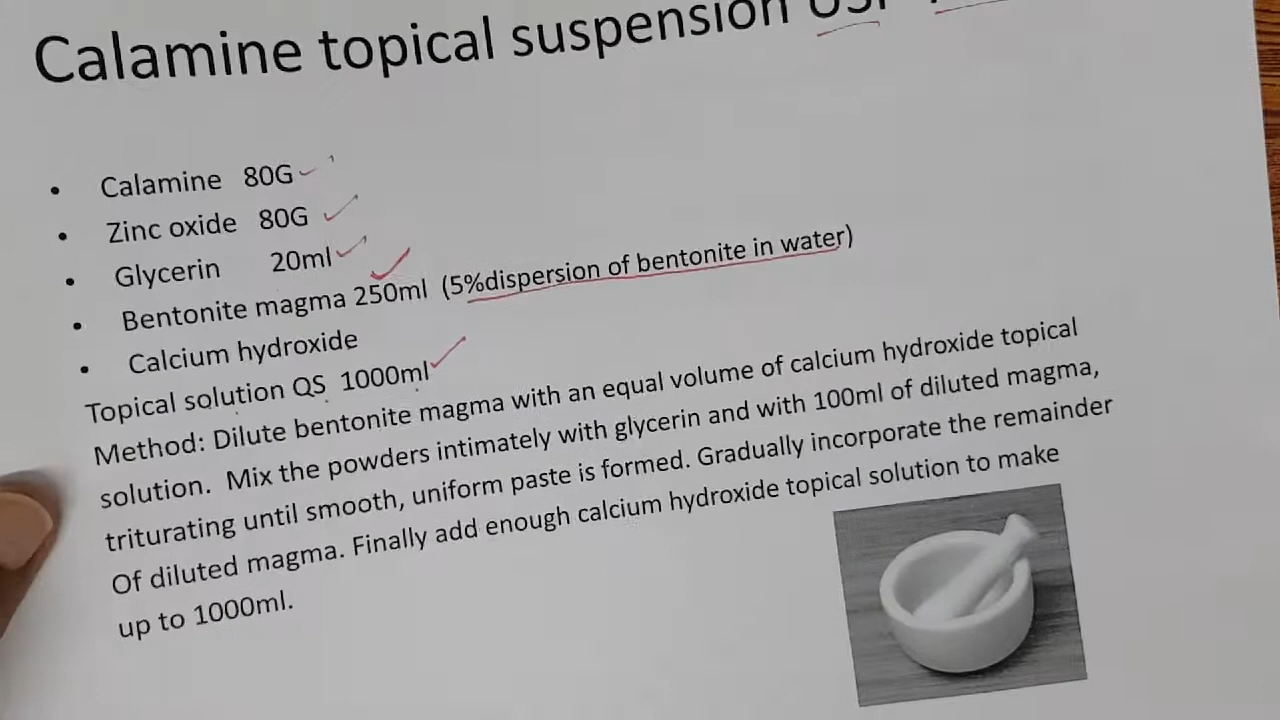 Calamine topical suspension USP
• Calamine 80G
• Zinc oxide 80G
• Glycerin 20ml
• Bentonite magma 250ml (5%dispersion of bentonite in water)
• Calcium hydroxide
Topical solution QS 1000ml
Method: Dilute bentonite magma with an equal volume of calcium hydroxide topical
solution. Mix the powders intimately with glycerin and with 100ml of diluted magma,
triturating until smooth, uniform paste is formed. Gradually incorporate the remainder
Of diluted magma. Finally add enough calcium hydroxide topical solution to make
up to 1000ml.